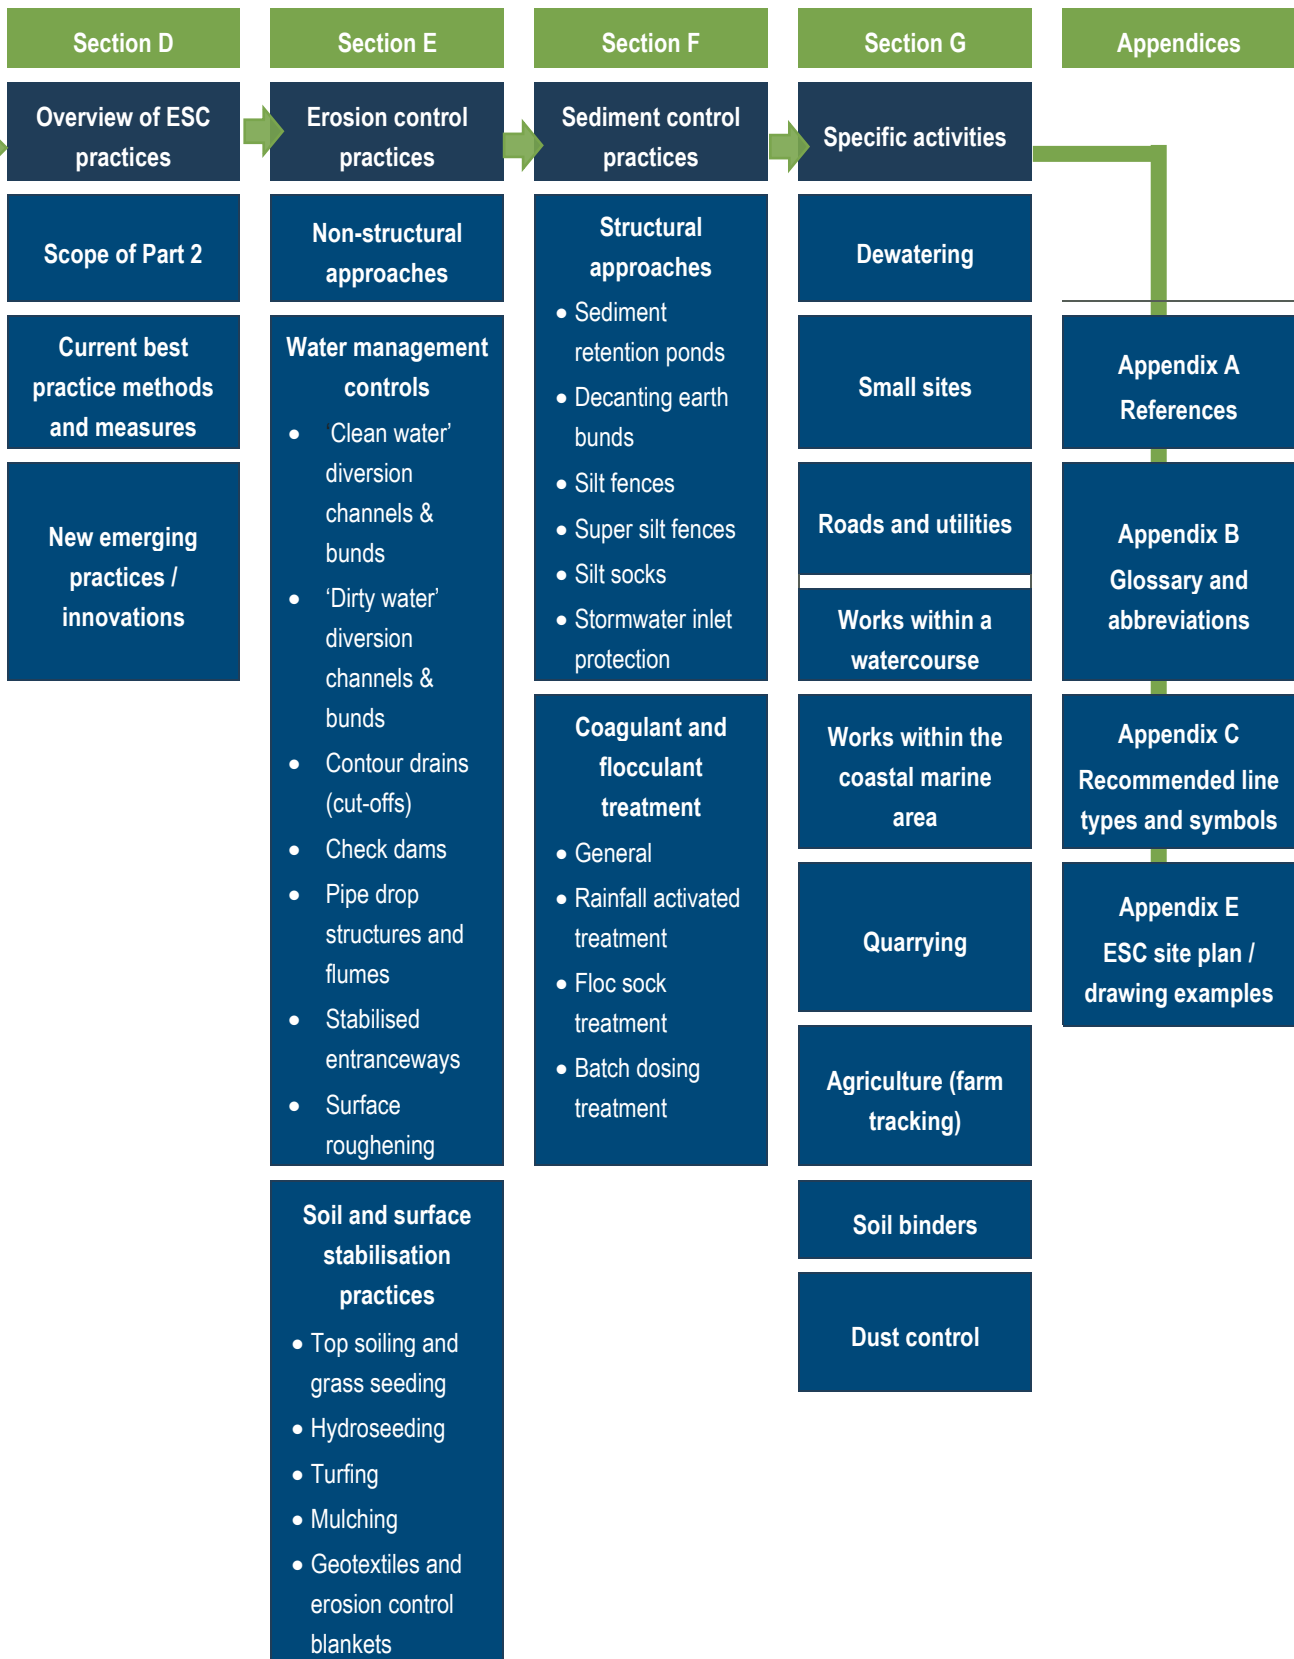 Section D
Overview of ESC
practices
Scope of Part 2
Current best
practice methods
and measures
New emerging
practices /
innovations
Section E
Erosion control
practices
Non-structural
approaches
Water management
controls
• 'Clean water'
diversion
channels &
bunds
• ‘Dirty water’
diversion
channels &
bunds
• Contour drains
(cut-offs)
• Check dams
• Pipe drop
structures and
flumes
• Stabilised
entranceways
• Surface
roughening
Soil and surface
stabilisation
practices
• Top soiling and
grass seeding
• Hydroseeding
• Turfing
• Mulching
• Geotextiles and
erosion control
blankets
Section F
Sediment control
practices
Structural
approaches
• Sediment
retention ponds
• Decanting earth
bunds
• Silt fences
• Super silt fences
• Silt socks
• Stormwater inlet
protection
Coagulant and
flocculant
treatment
• General
• Rainfall activated
treatment
• Floc sock
treatment
• Batch dosing
treatment
Section G
Specific activities
Dewatering
Small sites
Roads and utilities
Works within a
watercourse
Works within the
coastal marine
area
Quarrying
Agriculture (farm
tracking)
Soil binders
Dust control
Appendices
Appendix A
References
Appendix B
Glossary and
abbreviations
Appendix C
Recommended line
types and symbols
Appendix E
ESC site plan /
drawing examples